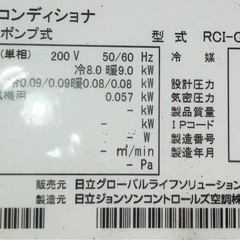 コンディショナ
ポンプ式 型 式 RCI-
(単相) 200 V 50/60 Hz
冷8.0 暖9.0 kW
冷0.09/0.09暖0.08/0.08 kW
機用 0.057 kW
-
-
- ㎥/min
- Pa
冷 媒
設計圧力
気密圧力
製品質量
IPコード
製造番号
製造年月
販売元 日立グローバルライフソリューション
製造元 日立ジョンソンコントロールズ空調株